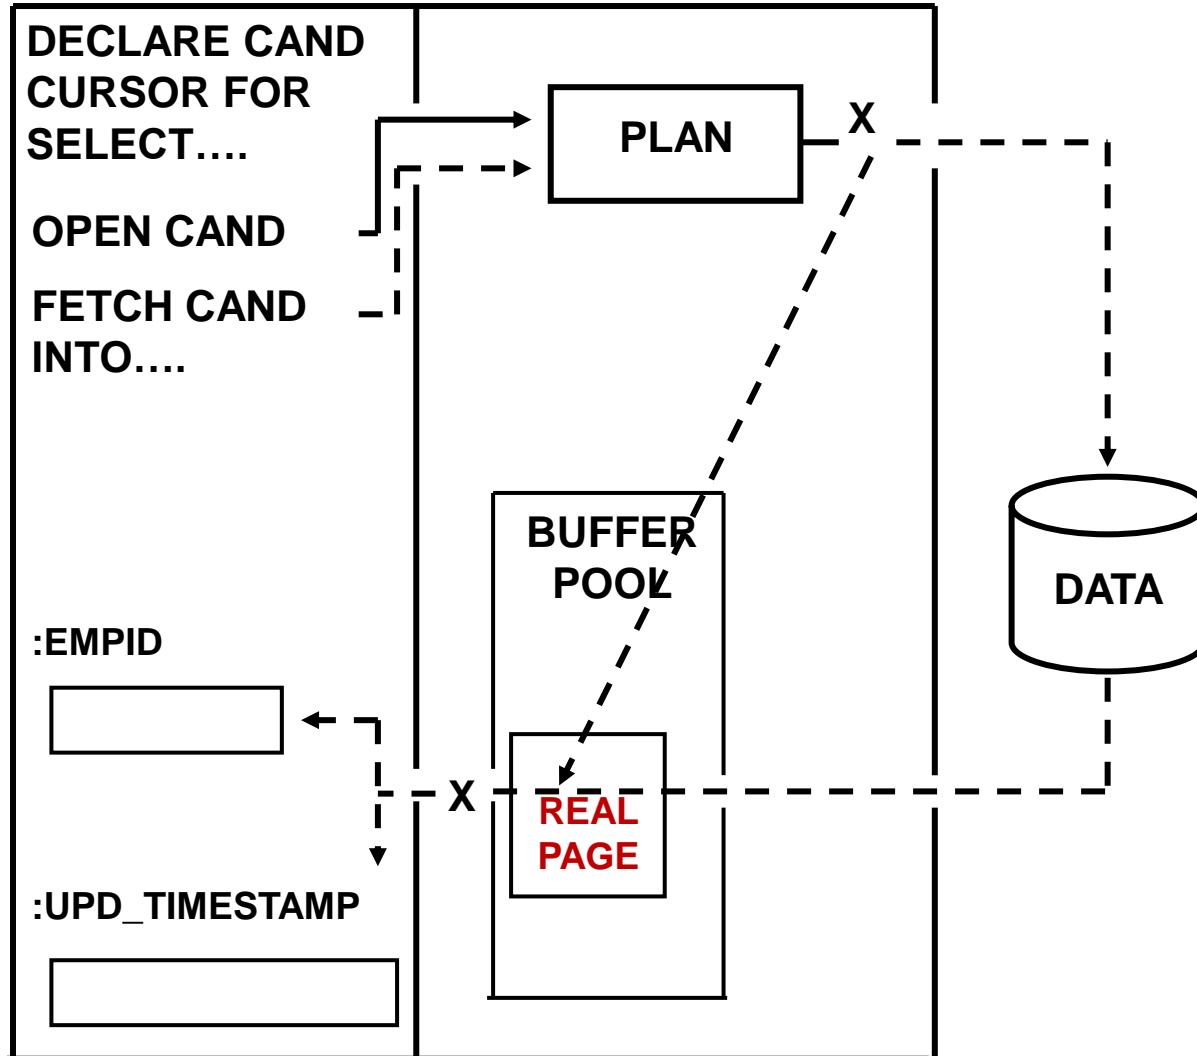 DECLARE CAND
CURSOR FOR
SELECT….
OPEN CAND
FETCH CAND
INTO….
PLAN
X
BUFFER
POOL
DATA
:EMPID
X
REAL
PAGE
:UPD_TIMESTAMP